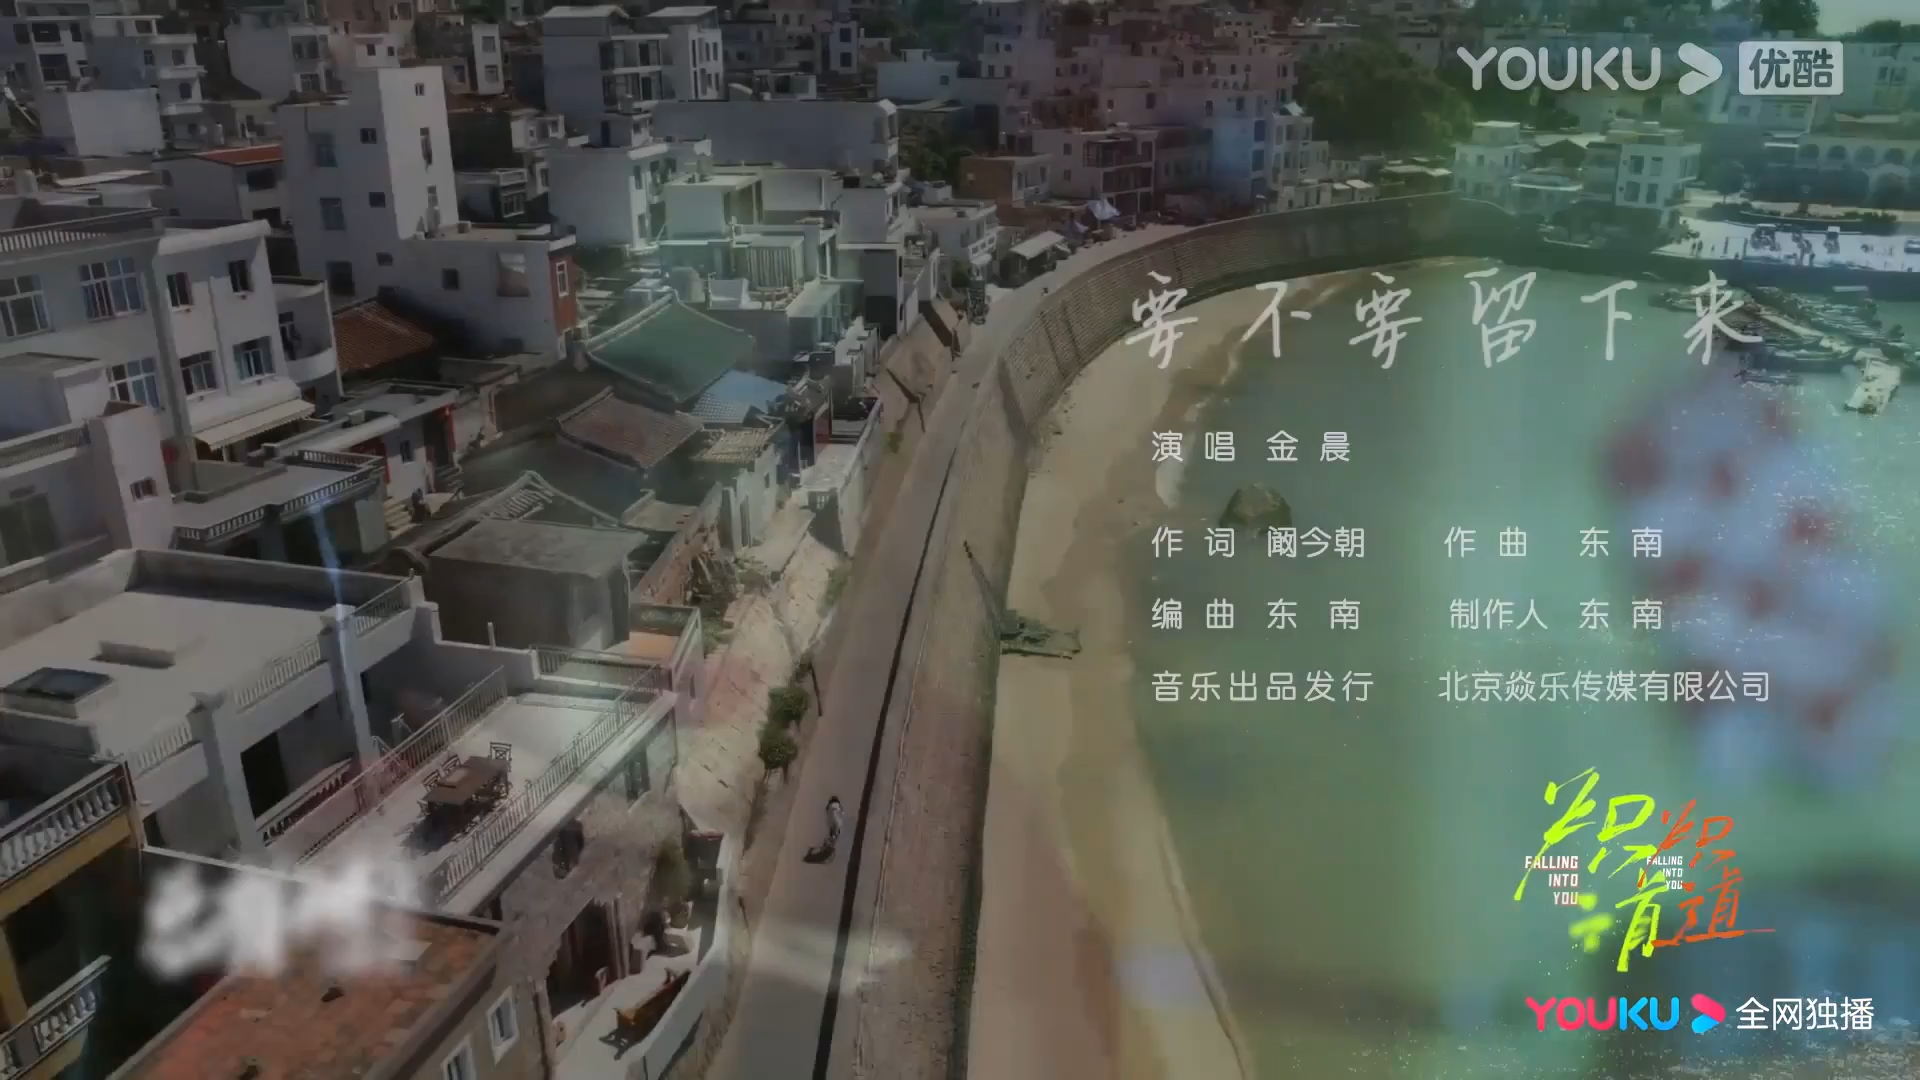 YOUKU 优酷
要不要留下来
演唱 金晨
作词 阚今朝 作曲 东南
编曲 东南 制作人 东南
音乐出品发行 北京焱乐传媒有限公司
FALLING INTO YOU
FALLING INTO YOU
YOUKU 全网独播